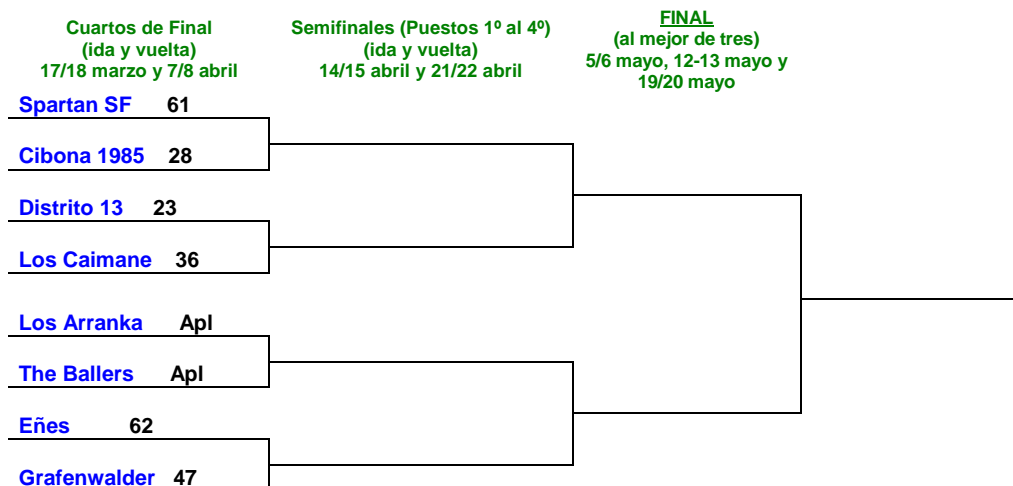 Cuartos de Final
(ida y vuelta)
17/18 marzo y 7/8 abril
Semifinales (Puestos 1º al 4º)
(ida y vuelta)
14/15 abril y 21/22 abril
FINAL
(al mejor de tres)
5/6 mayo, 12-13 mayo y
19/20 mayo
Spartan SF 61
Cibona 1985 28
Distrito 13 23
Los Caimane 36
Los Arranka Apl
The Ballers Apl
Eñes 62
Grafenwalder 47